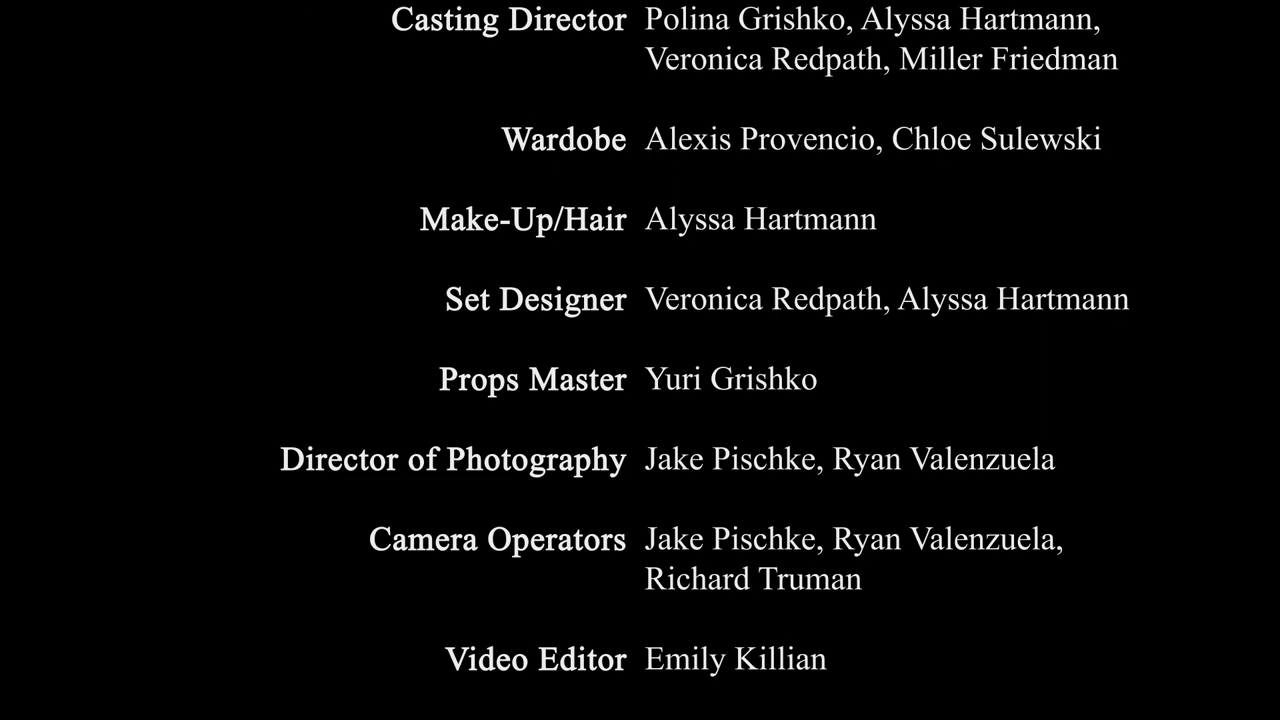 Casting Director Polina Grishko, Alyssa Hartmann,
Veronica Redpath, Miller Friedman
Wardobe Alexis Provencio, Chloe Sulewski
Make-Up/Hair Alyssa Hartmann
Set Designer Veronica Redpath, Alyssa Hartmann
Props Master Yuri Grishko
Director of Photography Jake Pischke, Ryan Valenzuela
Camera Operators Jake Pischke, Ryan Valenzuela,
Richard Truman
Video Editor Emily Killian